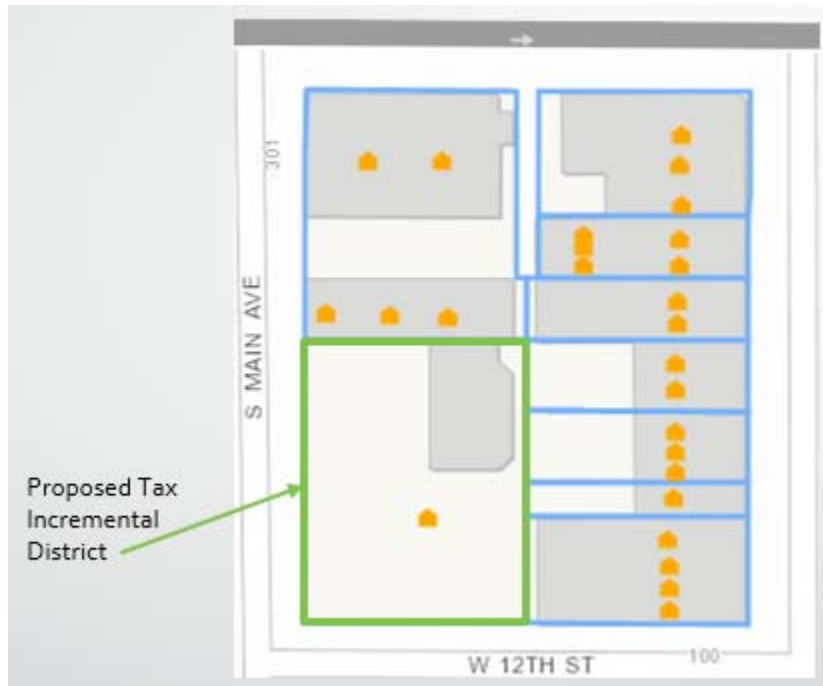 301
S MAIN AVE
Proposed Tax
Incremental
District
W 12TH ST
100